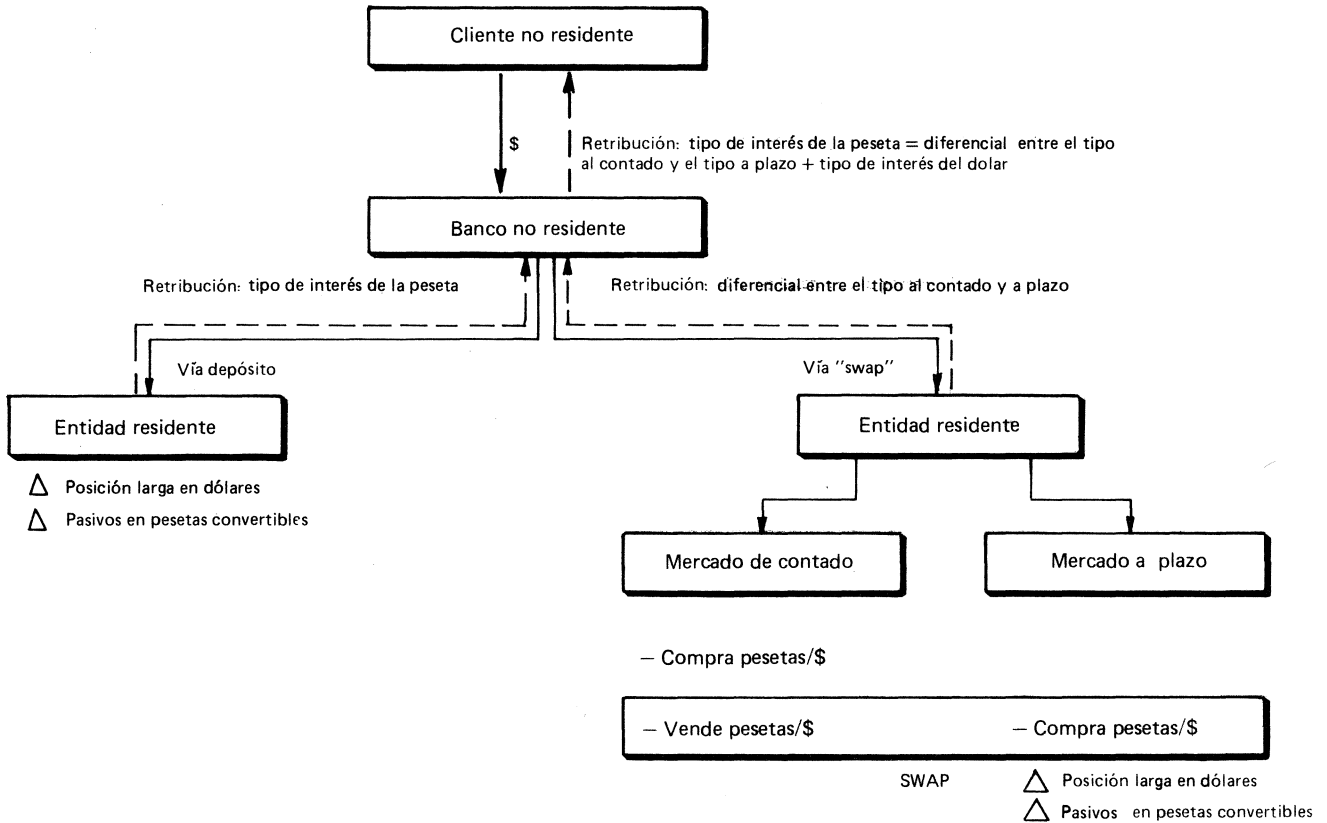 Cliente no residente
$
Retribución: tipo de interés de la peseta = diferencial entre el tipo
al contado y el tipo a plazo + tipo de interés del dolar
Banco no residente
Retribución: tipo de interés de la peseta
Retribución: diferencial entre el tipo al contado y a plazo
Vía depósito
Vía "swap"
Entidad residente
Entidad residente
Δ Posición larga en dólares
Δ Pasivos en pesetas convertibles
Mercado de contado
Mercado a plazo
— Compra pesetas/$
— Vende pesetas/$
— Compra pesetas/$
SWAP
Δ Posición larga en dólares
Δ Pasivos en pesetas convertibles